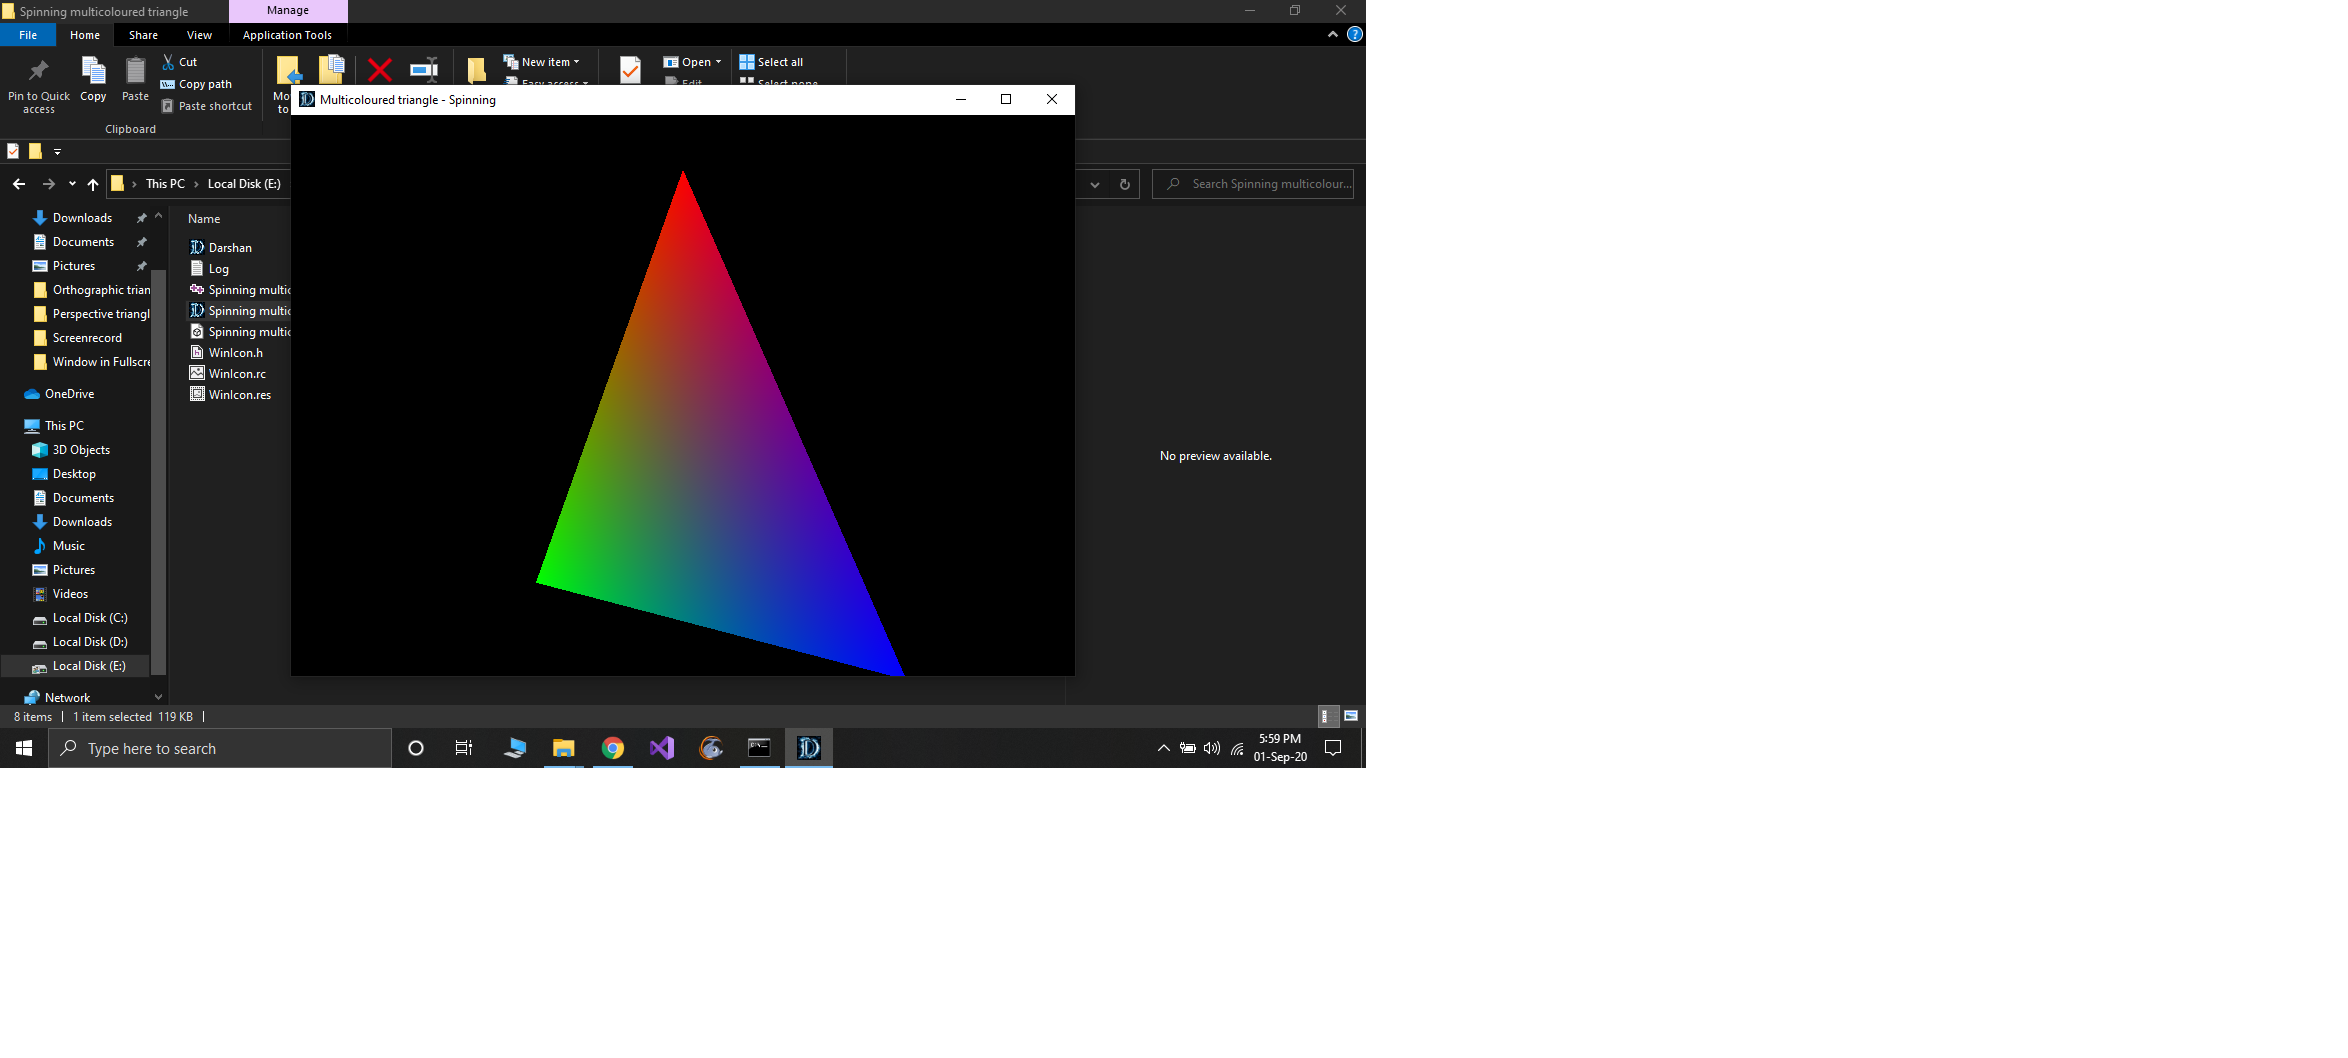 Spinning multicoloured triangle
Manage
File
Home
Share
View
Application Tools
Pin to Quick
access
Copy
Paste
Cut
Copy path
Paste shortcut
Clipboard
Mo
to
New item
Easy access
Open
Edit
Select all
Select none
Multicoloured triangle - Spinning
This PC
Local Disk (E:)
Search Spinning multicolour...
Downloads
Documents
Pictures
Orthographic trian
Perspective triangl
Screenrecord
Window in Fullscre
OneDrive
This PC
3D Objects
Desktop
Documents
Downloads
Music
Pictures
Videos
Local Disk (C:)
Local Disk (D:)
Local Disk (E:)
Network
Name
Darshan
Log
Spinning multic
Spinning multic
Spinning multic
WinIcon.h
WinIcon.rc
WinIcon.res
No preview available.
8 items
1 item selected 119 KB
Type here to search
5:59 PM
01-Sep-20